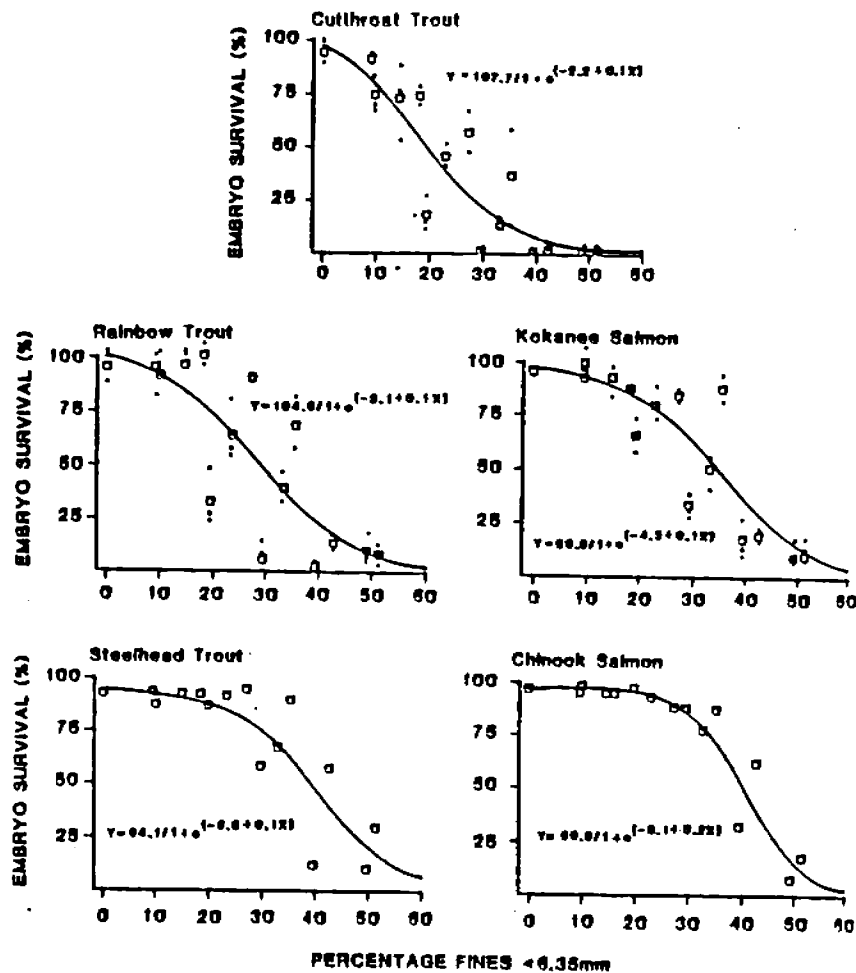 Cutthroat Trout
EMBRYO SURVIVAL (%)
100
75
50
25
0 10 20 30 40 50 60
Rainbow Trout
EMBRYO SURVIVAL (%)
100
75
50
25
0 10 20 30 40 50 60
Kokanee Salmon
100
75
50
25
0 10 20 30 40 50 60
Steelhead Trout
EMBRYO SURVIVAL (%)
100
75
50
25
0 10 20 30 40 50 60
Chinook Salmon
100
75
50
25
0 10 20 30 40 50 60
PERCENTAGE FINES <6.35mm